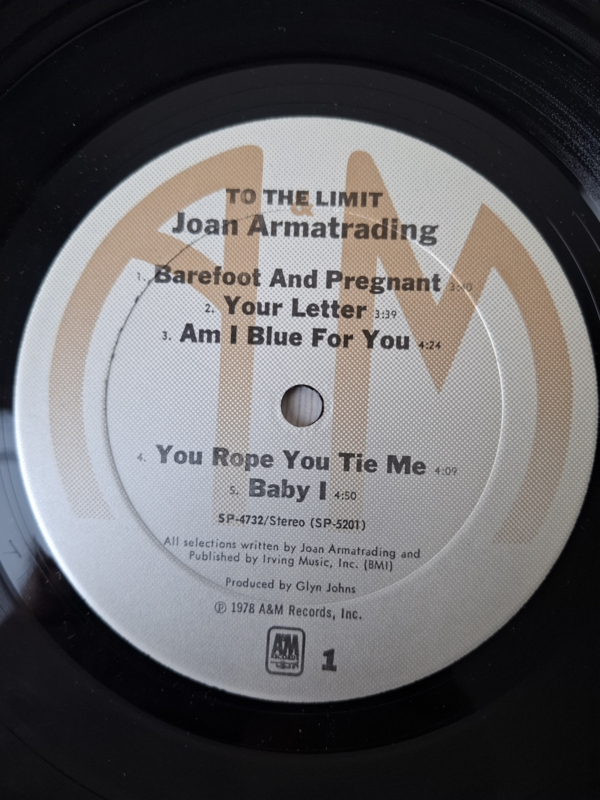 TO THE LIMIT
Joan Armatrading
1. Barefoot And Pregnant
2. Your Letter 3:39
3. Am I Blue For You 4:24
4. You Rope You Tie Me 4:09
5. Baby I 4:50
SP-4732/Stereo (SP-5201)
All selections written by Joan Armatrading and
Published by Irving Music, Inc. (BMI)
Produced by Glyn Johns
℗ 1978 A&M Records, Inc.
A&M
RECORDS
1